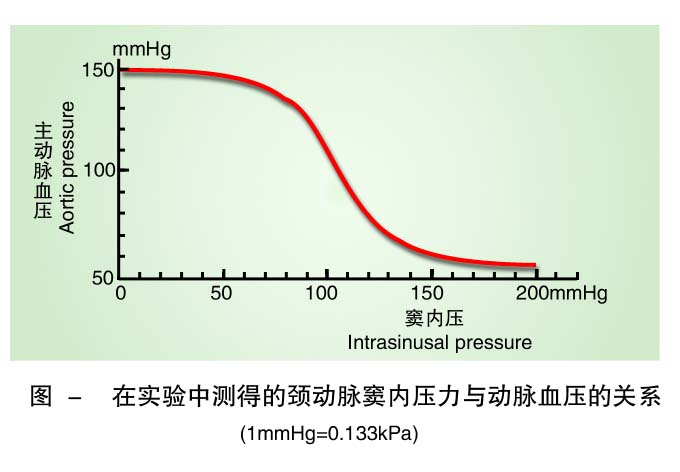 mmHg
150
100
50
主动脉血压
Aortic pressure
0 50 100 150 200mmHg
窦内压
Intrasinusal pressure
图 – 在实验中测得的颈动脉窦内压力与动脉血压的关系
(1mmHg=0.133kPa)